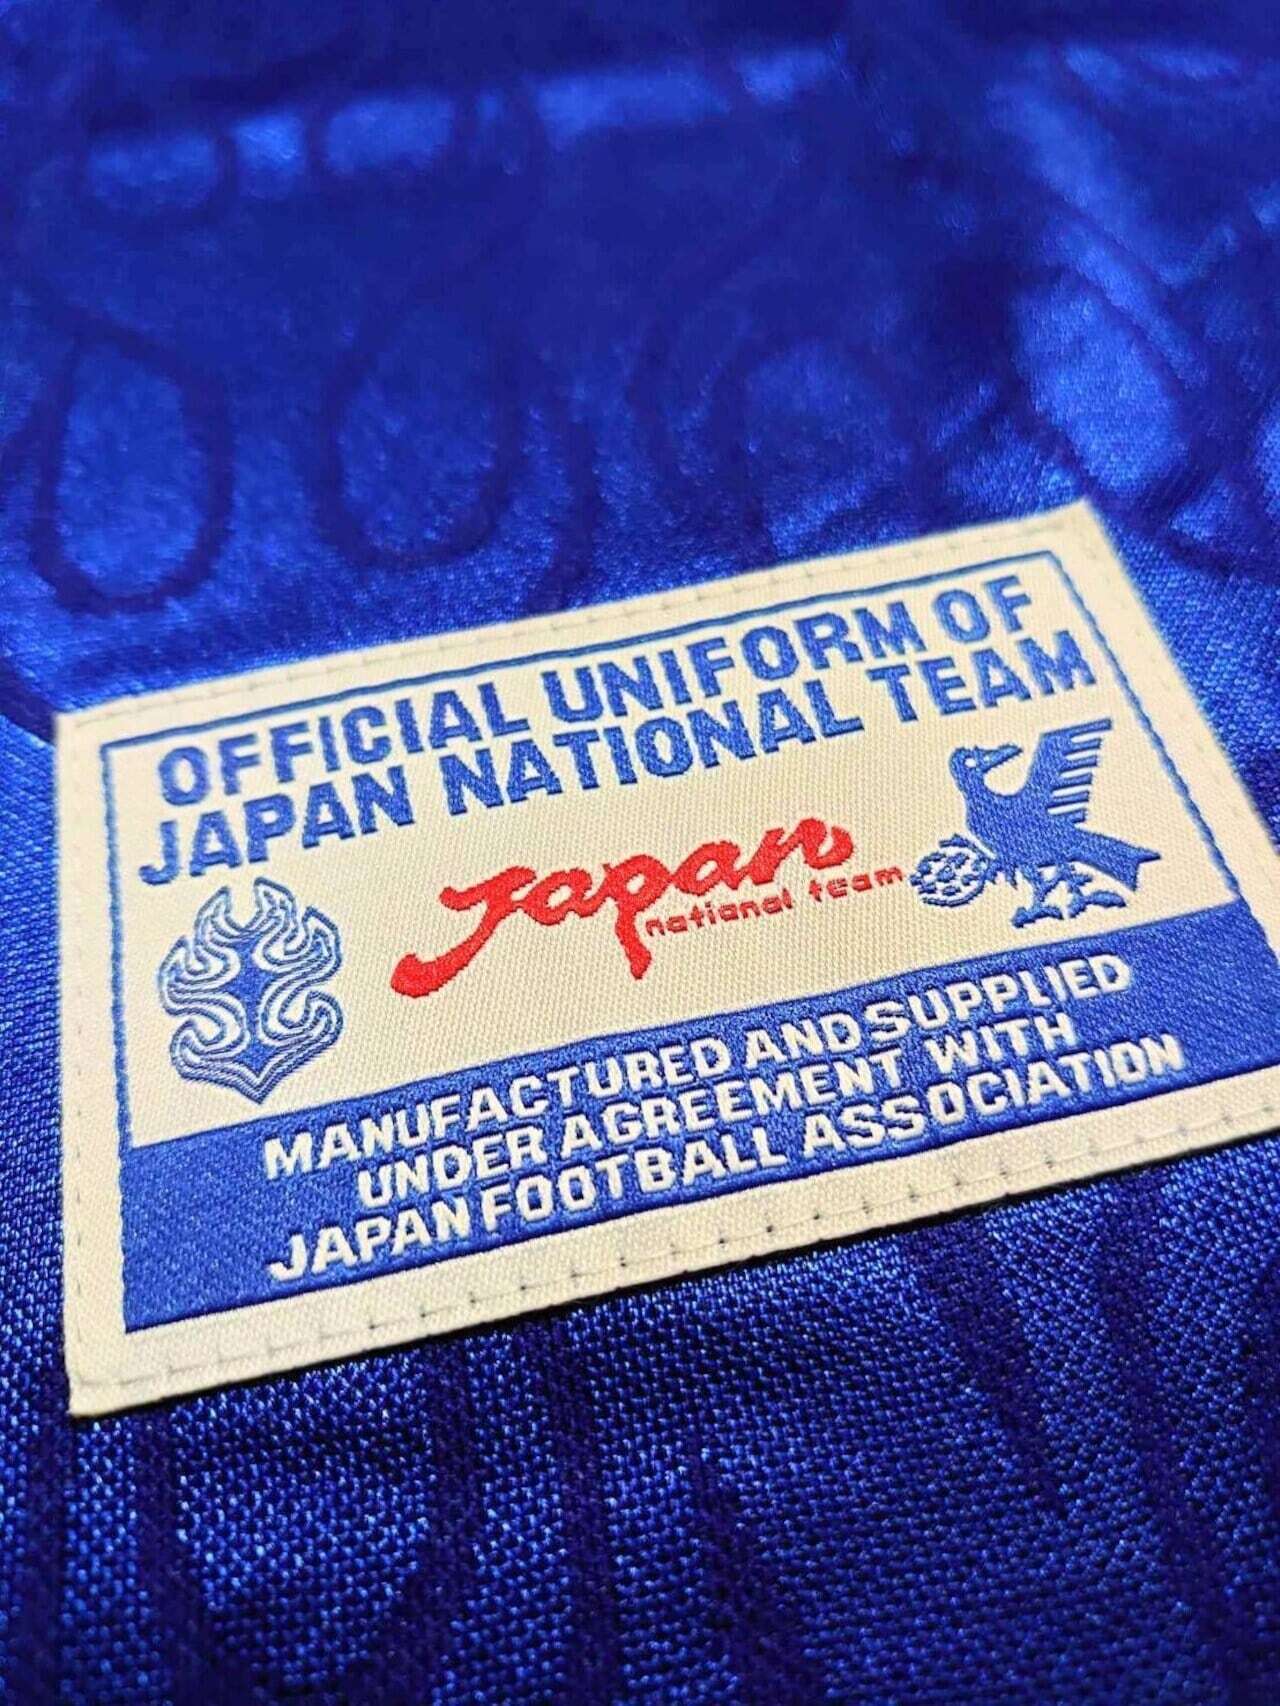 OFFICIAL UNIFORM OF
JAPAN NATIONAL TEAM
Japan
national team
MANUFACTURED AND SUPPLIED
UNDER AGREEMENT WITH
JAPAN FOOTBALL ASSOCIATION